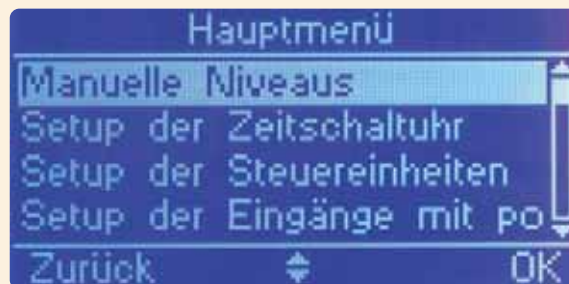 Hauptmenü
Manuelle Niveaus
Setup der Zeitschaltuhr
Setup der Steuereinheiten
Setup der Eingänge mit po
Zurück OK